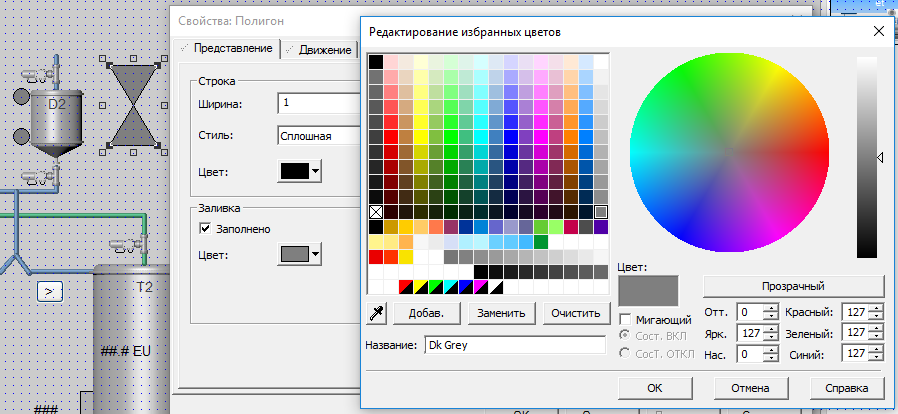 Свойства: Полигон
Редактирование избранных цветов
Представление
Движение
Строка
Ширина:
1
Стиль:
Сплошная
Цвет:
Заливка
Заполнено
Цвет:
D2
T2
>
##.# EU
###
Добав.
Заменить
Очистить
Название:
Dk Grey
Цвет:
Прозрачный
Мигающий
Сост. ВКЛ
СосТ. ОТКЛ
Отт.
0
Красный:
127
Ярк.
127
Зеленый:
127
Нас.
0
Синий:
127
OK
Отмена
Справка